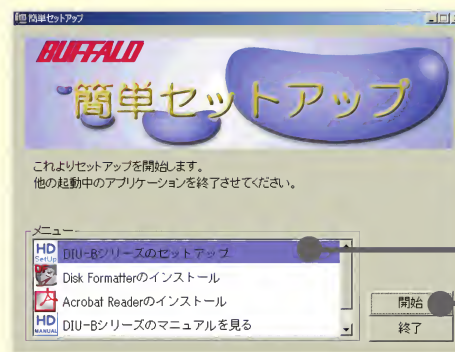 簡単セットアップ
BUFFALO
簡単セットアップ
これよりセットアップを開始します。
他の起動中のアプリケーションを終了させてください。
メニュー
HD SetUp DIU-Bシリーズのセットアップ
Disk Formatterのインストール
Acrobat Readerのインストール
HD MANUAL DIU-Bシリーズのマニュアルを見る
開始
終了